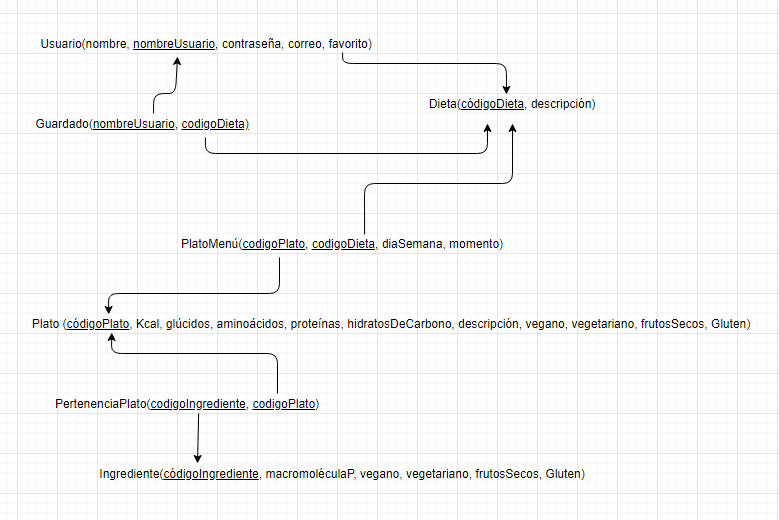 Usuario(nombre, nombreUsuario, contraseña, correo, favorito)
Dieta(códigoDieta, descripción)
Guardado(nombreUsuario, codigoDieta)
PlatoMenú(codigoPlato, codigoDieta, diaSemana, momento)
Plato (códigoPlato, Kcal, glúcidos, aminoácidos, proteínas, hidratosDeCarbono, descripción, vegano, vegetariano, frutosSecos, Gluten)
PertenenciaPlato(codigoIngrediente, codigoPlato)
Ingrediente(códigoIngrediente, macromoléculaP, vegano, vegetariano, frutosSecos, Gluten)